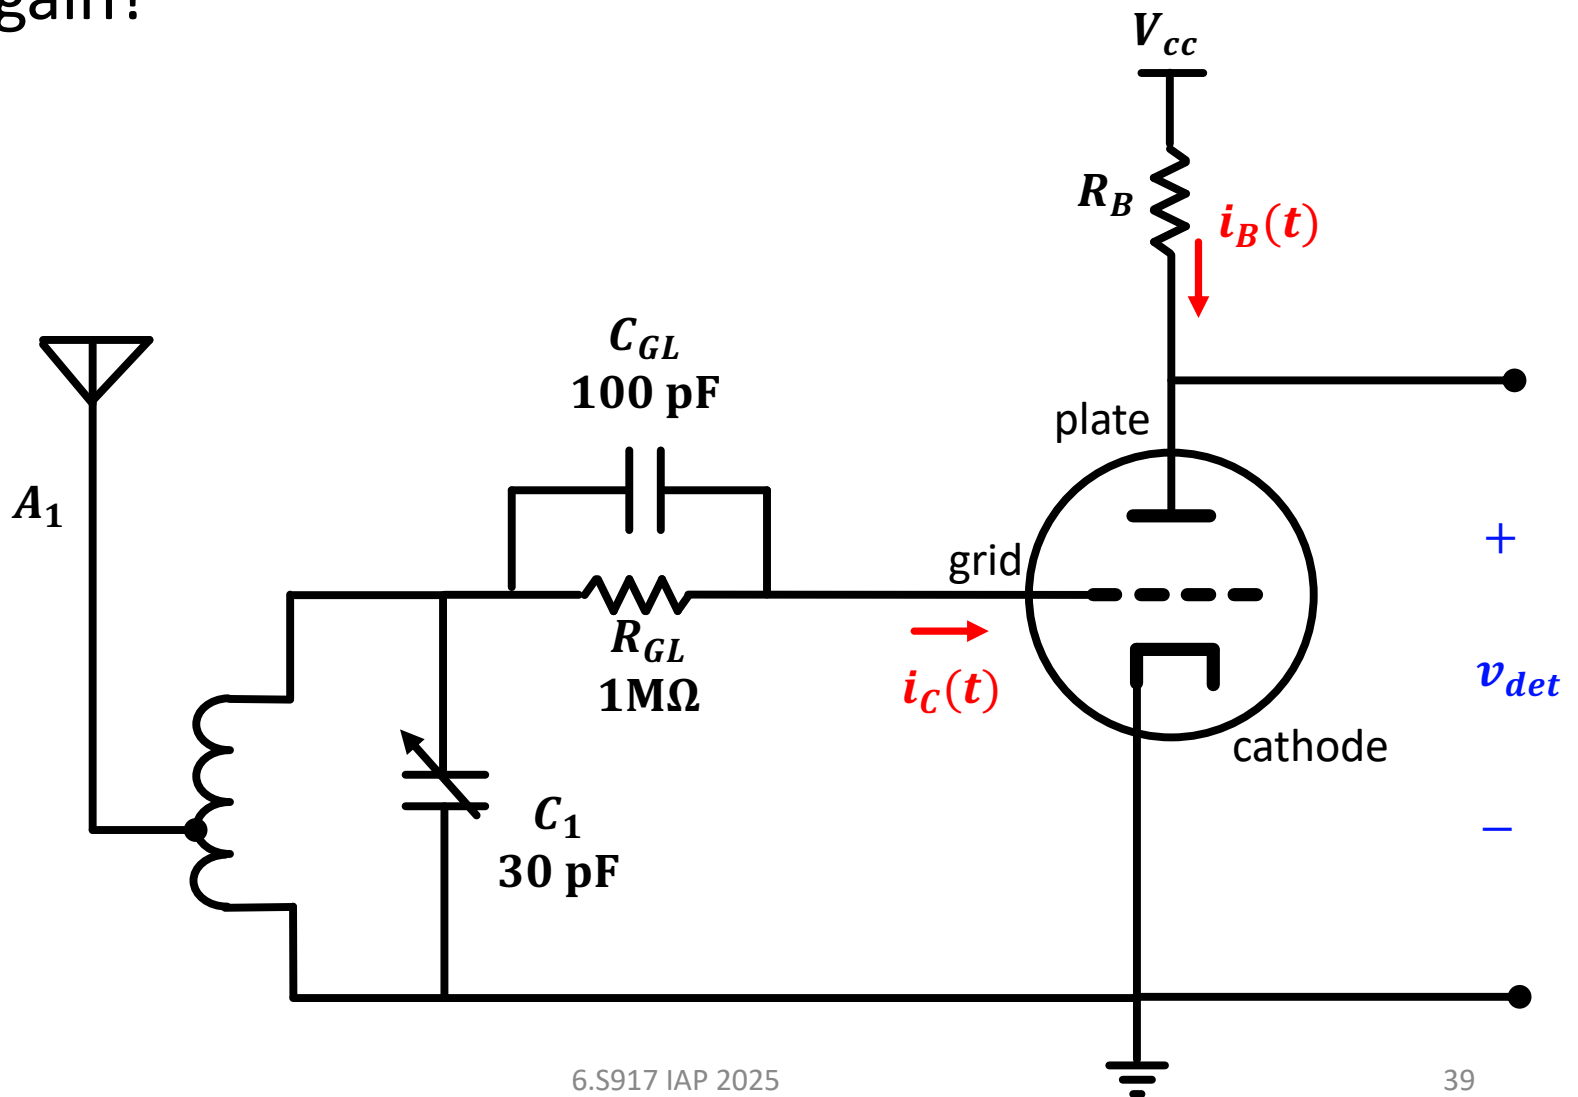 gain?
V_cc
R_B
i_B(t)
C_GL
100 pF
plate
A_1
+
grid
R_GL
1MΩ
i_C(t)
v_det
cathode
C_1
30 pF
−
6.S917 IAP 2025
39